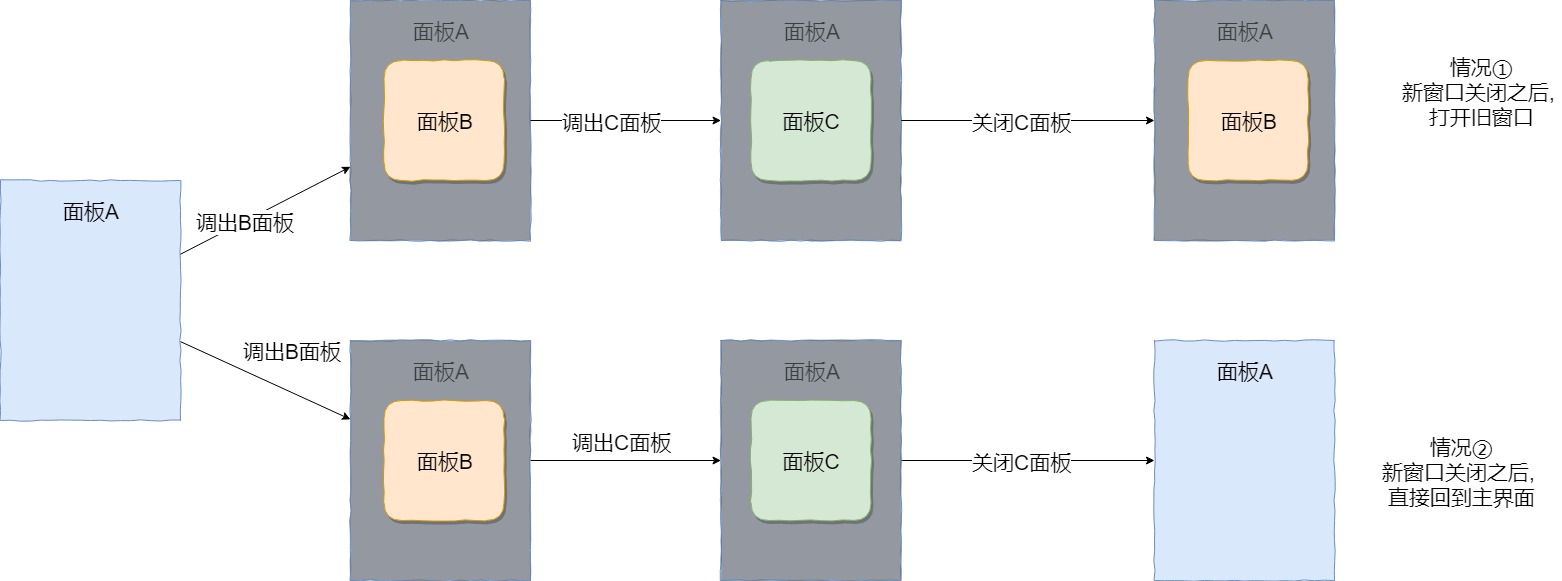 面板A
调出B面板
面板A
面板B
调出C面板
面板A
面板C
关闭C面板
面板A
面板B
情况①
新窗口关闭之后,
打开旧窗口
调出B面板
面板A
面板B
调出C面板
面板A
面板C
关闭C面板
面板A
情况②
新窗口关闭之后,
直接回到主界面